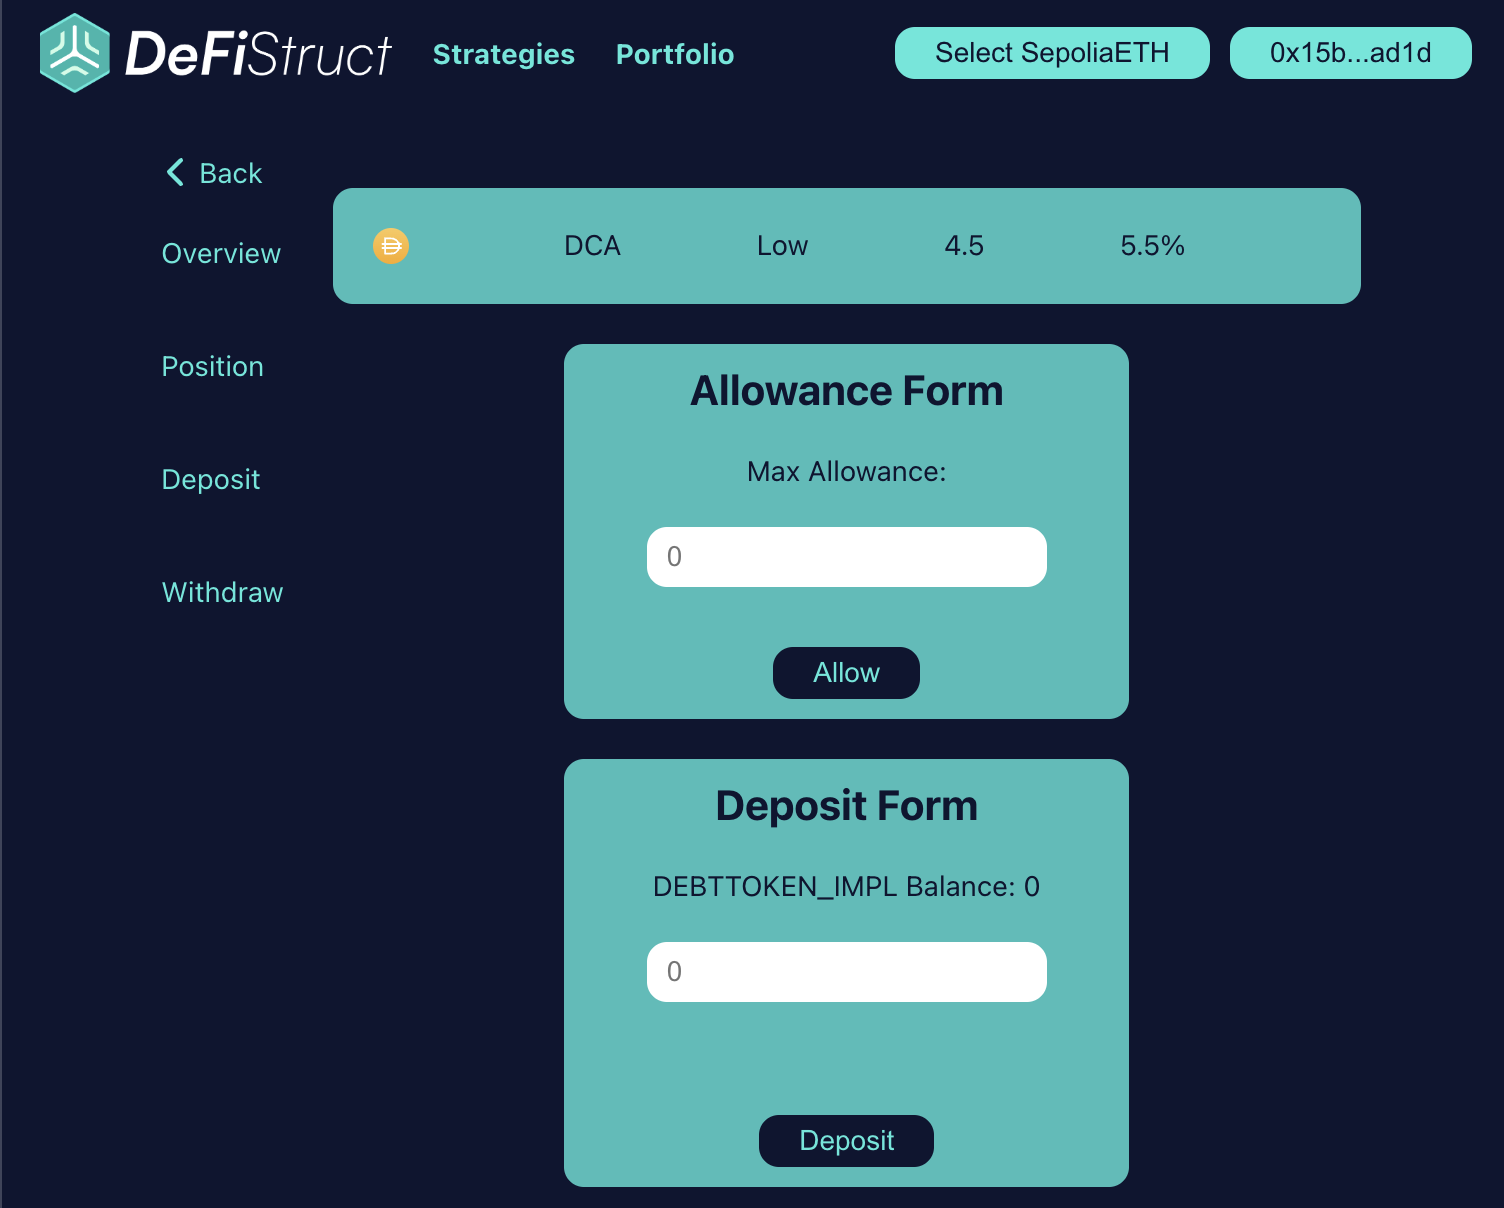 DeFiStruct Strategies Portfolio Select SepoliaETH 0x15b...ad1d
Back
Overview
DCA Low 4.5 5.5%
Position
Deposit
Withdraw
Allowance Form
Max Allowance:
0
Allow
Deposit Form
DEBTTOKEN_IMPL Balance: 0
0
Deposit